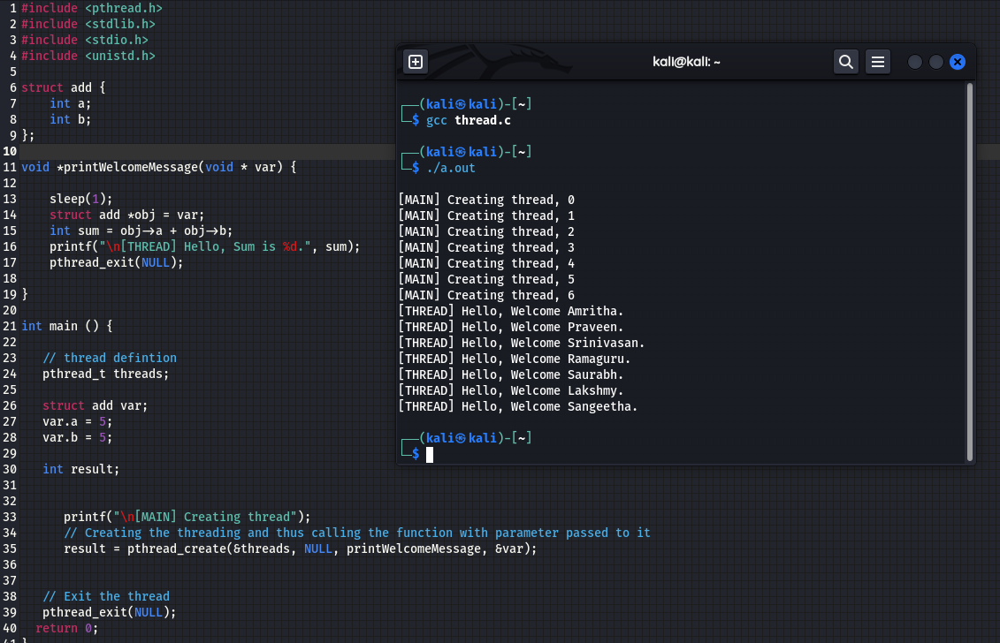 1 #include <pthread.h>
2 #include <stdlib.h>
3 #include <stdio.h>
4 #include <unistd.h>
5
6 struct add {
7     int a;
8     int b;
9 };
10
11 void *printWelcomeMessage(void * var) {
12
13     sleep(1);
14     struct add *obj = var;
15     int sum = obj->a + obj->b;
16     printf("\n[THREAD] Hello, Sum is %d.", sum);
17     pthread_exit(NULL);
18
19 }
20
21 int main () {
22
23    // thread defintion
24    pthread_t threads;
25
26    struct add var;
27    var.a = 5;
28    var.b = 5;
29
30    int result;
31
32
33       printf("\n[MAIN] Creating thread");
34       // Creating the threading and thus calling the function with parameter passed to it
35       result = pthread_create(&threads, NULL, printWelcomeMessage, &var);
36
37
38    // Exit the thread
39    pthread_exit(NULL);
40   return 0;
41 }
kali@kali: ~
┌──(kali㉿kali)-[~]
└─$ gcc thread.c
┌──(kali㉿kali)-[~]
└─$ ./a.out
[MAIN] Creating thread, 0
[MAIN] Creating thread, 1
[MAIN] Creating thread, 2
[MAIN] Creating thread, 3
[MAIN] Creating thread, 4
[MAIN] Creating thread, 5
[MAIN] Creating thread, 6
[THREAD] Hello, Welcome Amritha.
[THREAD] Hello, Welcome Praveen.
[THREAD] Hello, Welcome Srinivasan.
[THREAD] Hello, Welcome Ramaguru.
[THREAD] Hello, Welcome Saurabh.
[THREAD] Hello, Welcome Lakshmy.
[THREAD] Hello, Welcome Sangeetha.
┌──(kali㉿kali)-[~]
└─$